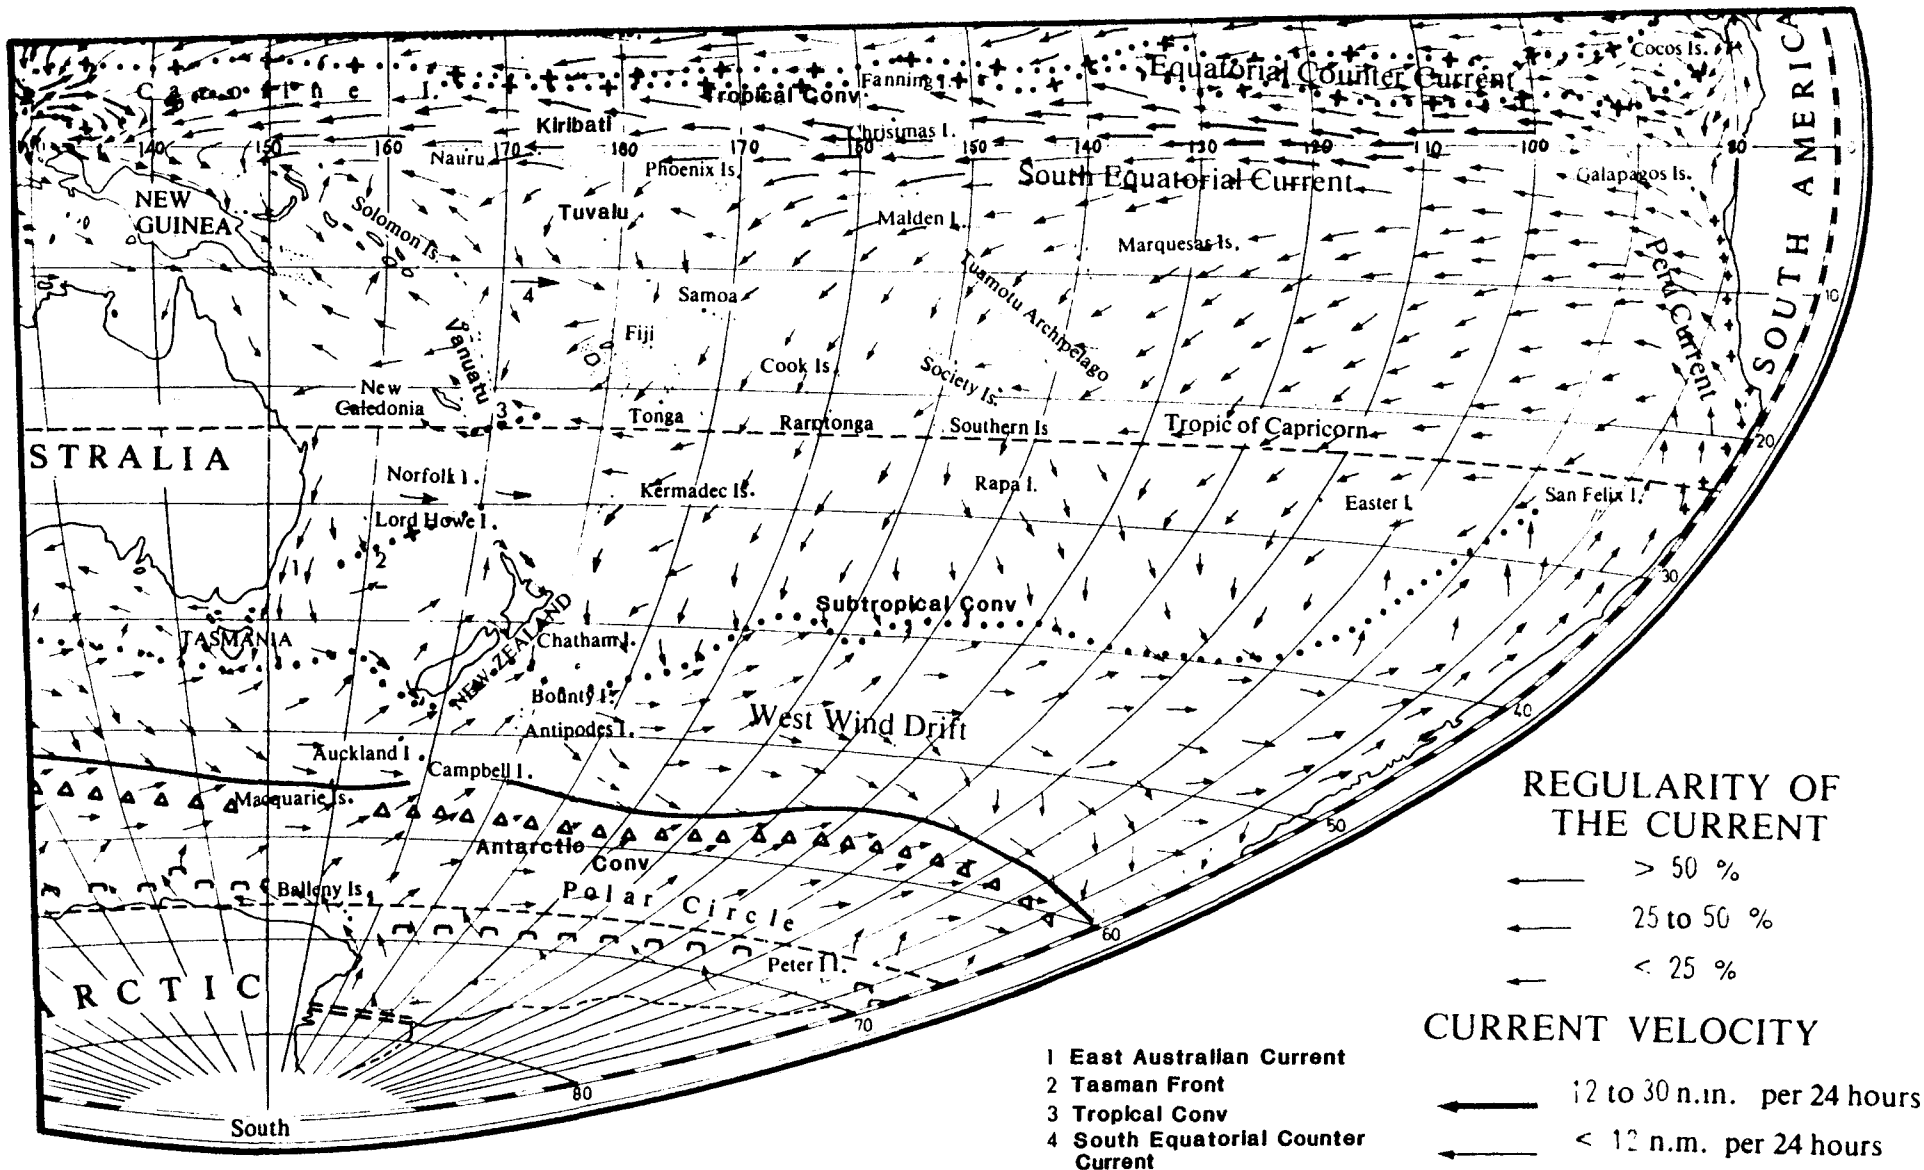 Cocos Is.
Equatorial Counter Current
Fanning I.
Caroline I.
Tropical Conv
Kiribati
Christmas I.
140 150 160 170 180 170 150 140 130 120 110 100 80
Nauru
Phoenix Is.
South Equatorial Current
Galapagos Is.
NEW
GUINEA
Solomon Is.
Tuvalu
Malden I.
Marquesas Is.
Peru Current
SOUTH AMERICA
4
Samoa
Tuamotu Archipelago
10
Vanuatu
Fiji
Cook Is.
Society Is.
New
Caledonia
3
Tonga
Rarotonga
Southern Is
Tropic of Capricorn
20
STRALIA
Norfolk I.
Kermadec Is.
Rapa I.
Easter I.
San Felix I.
Lord Howe I.
1
2
30
Subtropical Conv
TASMANIA
NEW ZEALAND
Chatham I.
Bounty I.
Antipodes I.
West Wind Drift
40
Auckland I.
Campbell I.
Macquarie Is.
50
Antarctic
Conv
Balleny Is
Polar Circle
60
Peter I I.
RCTIC
70
80
South
REGULARITY OF
THE CURRENT
> 50 %
25 to 50 %
< 25 %
CURRENT VELOCITY
12 to 30 n.m. per 24 hours
< 12 n.m. per 24 hours
1 East Australian Current
2 Tasman Front
3 Tropical Conv
4 South Equatorial Counter
Current